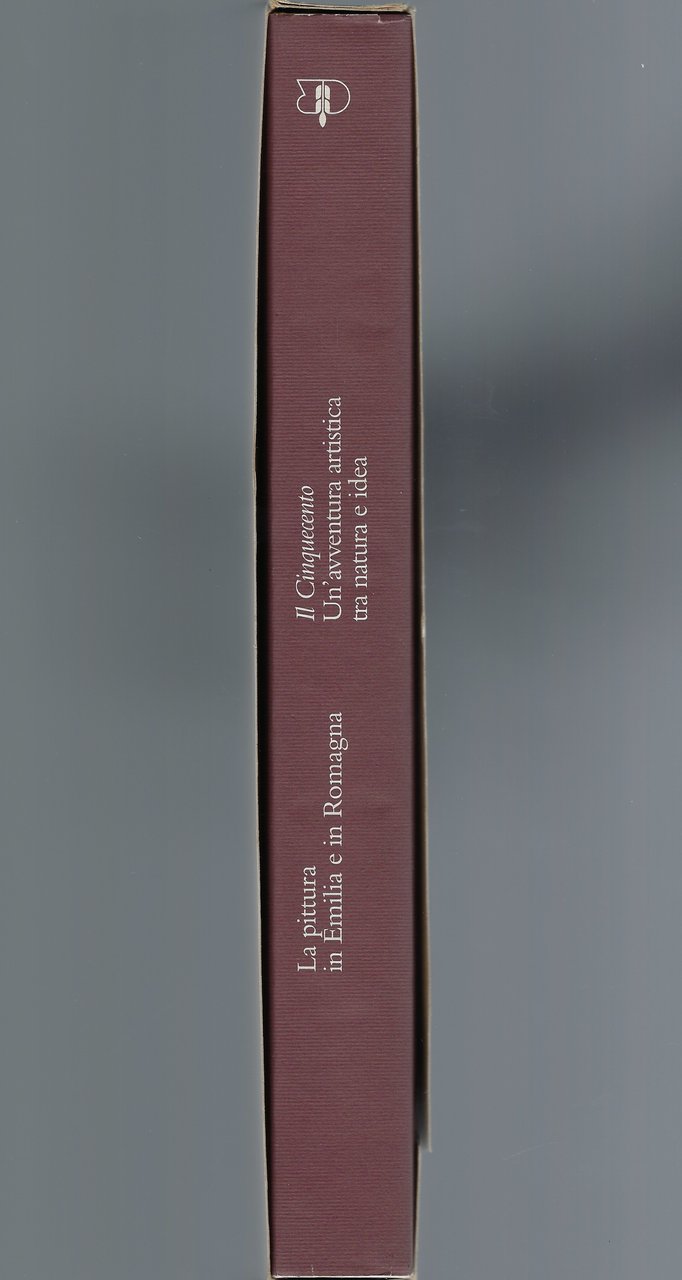 La pittura
in Emilia e in Romagna
Il Cinquecento
Un'avventura artistica
tra natura e idea